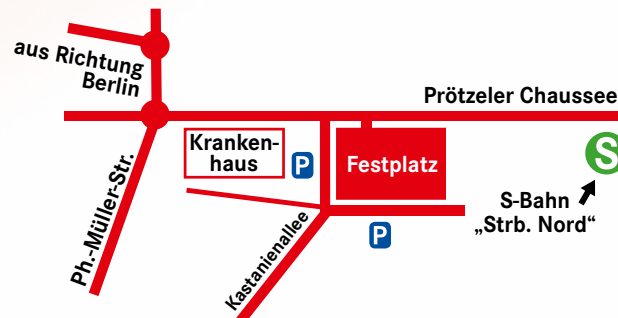 aus Richtung
Berlin
Prötzeler Chaussee
Kranken-
haus
P
Festplatz
S
S-Bahn
„Strb. Nord“
Ph.-Müller-Str.
Kastanienallee
P